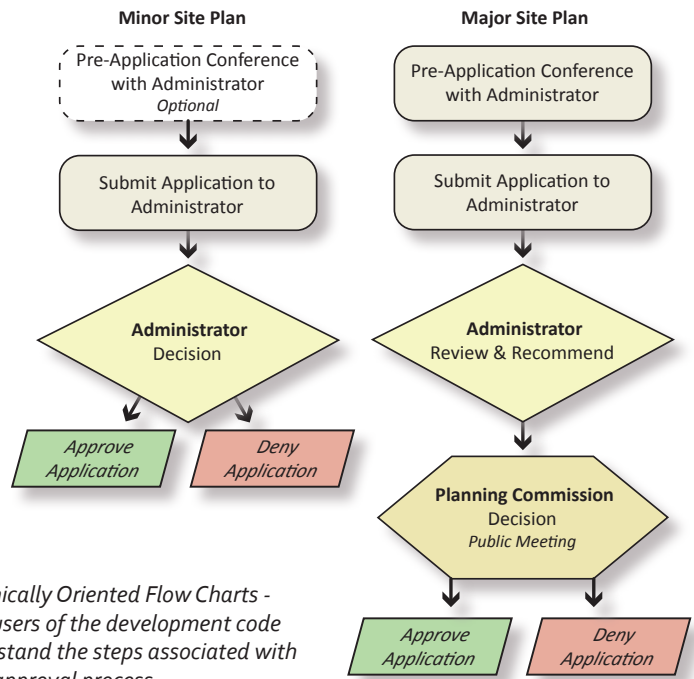 Minor Site Plan
Pre-Application Conference
with Administrator
Optional
Submit Application to
Administrator
Administrator
Decision
Approve
Application
Deny
Application
Major Site Plan
Pre-Application Conference
with Administrator
Submit Application to
Administrator
Administrator
Review & Recommend
Planning Commission
Decision
Public Meeting
Approve
Application
Deny
Application
Oriented Flow Charts -
users of the development code
the steps associated with
approval process